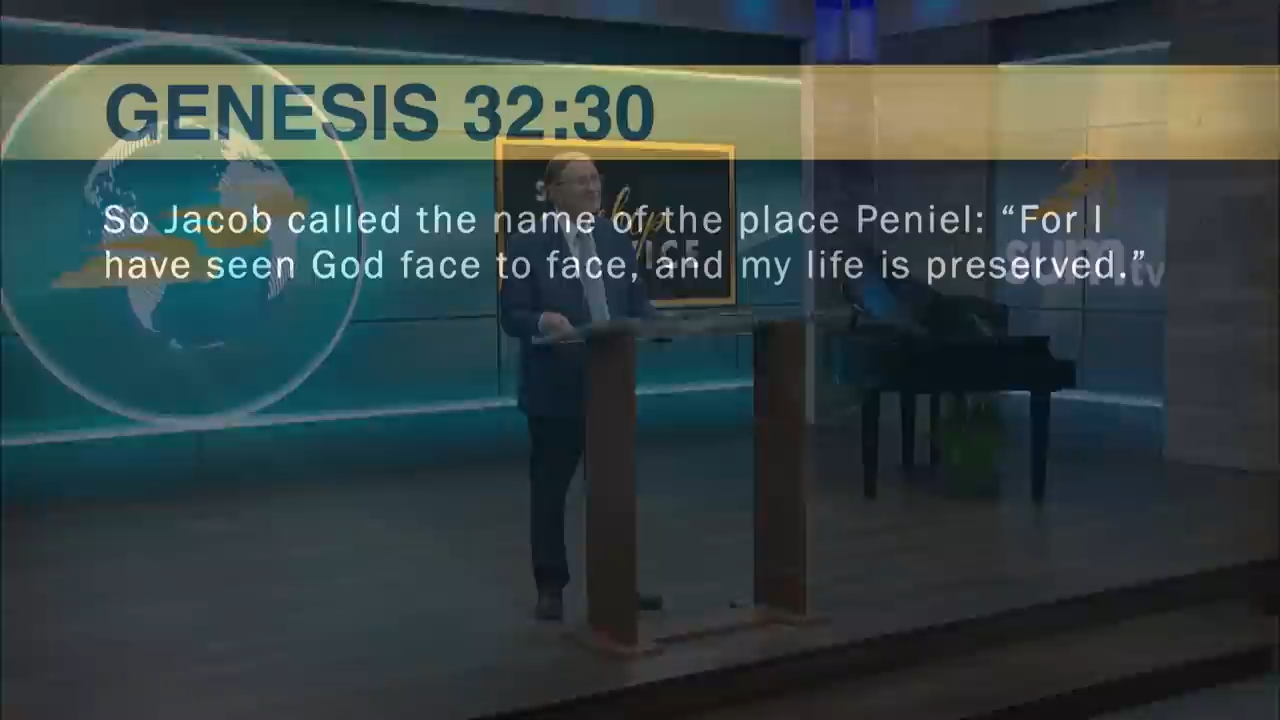 GENESIS 32:30
So Jacob called the name of the place Peniel: “For I
have seen God face to face, and my life is preserved.”
sumtv